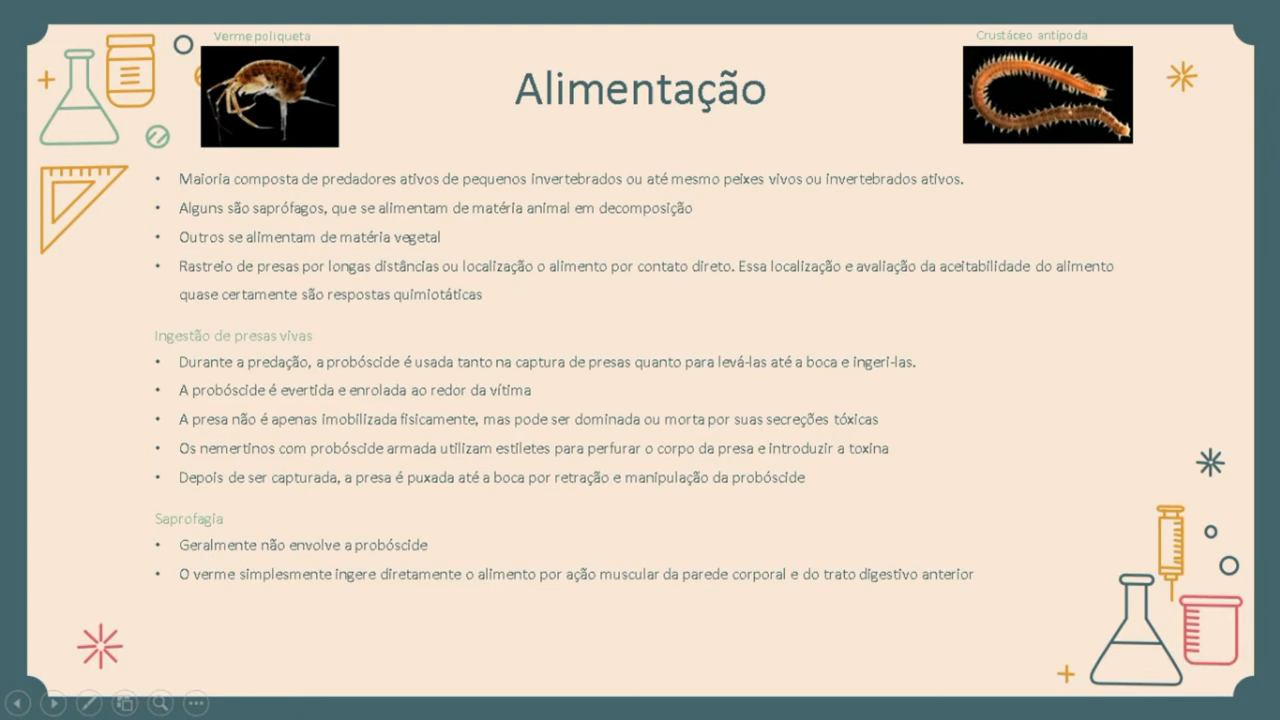 Verme poliqueta
Crustáceo antípoda
Alimentação
• Maioria composta de predadores ativos de pequenos invertebrados ou até mesmo peixes vivos ou invertebrados ativos.
• Alguns são saprófagos, que se alimentam de matéria animal em decomposição
• Outros se alimentam de matéria vegetal
• Rastreio de presas por longas distâncias ou localização o alimento por contato direto. Essa localização e avaliação da aceitabilidade do alimento
quase certamente são respostas quimiotáticas
Ingestão de presas vivas
• Durante a predação, a probóscide é usada tanto na captura de presas quanto para levá-las até a boca e ingeri-las.
• A probóscide é evertida e enrolada ao redor da vítima
• A presa não é apenas imobilizada fisicamente, mas pode ser dominada ou morta por suas secreções tóxicas
• Os nemertinos com probóscide armada utilizam estiletes para perfurar o corpo da presa e introduzir a toxina
• Depois de ser capturada, a presa é puxada até a boca por retração e manipulação da probóscide
Saprofagia
• Geralmente não envolve a probóscide
• O verme simplesmente ingere diretamente o alimento por ação muscular da parede corporal e do trato digestivo anterior